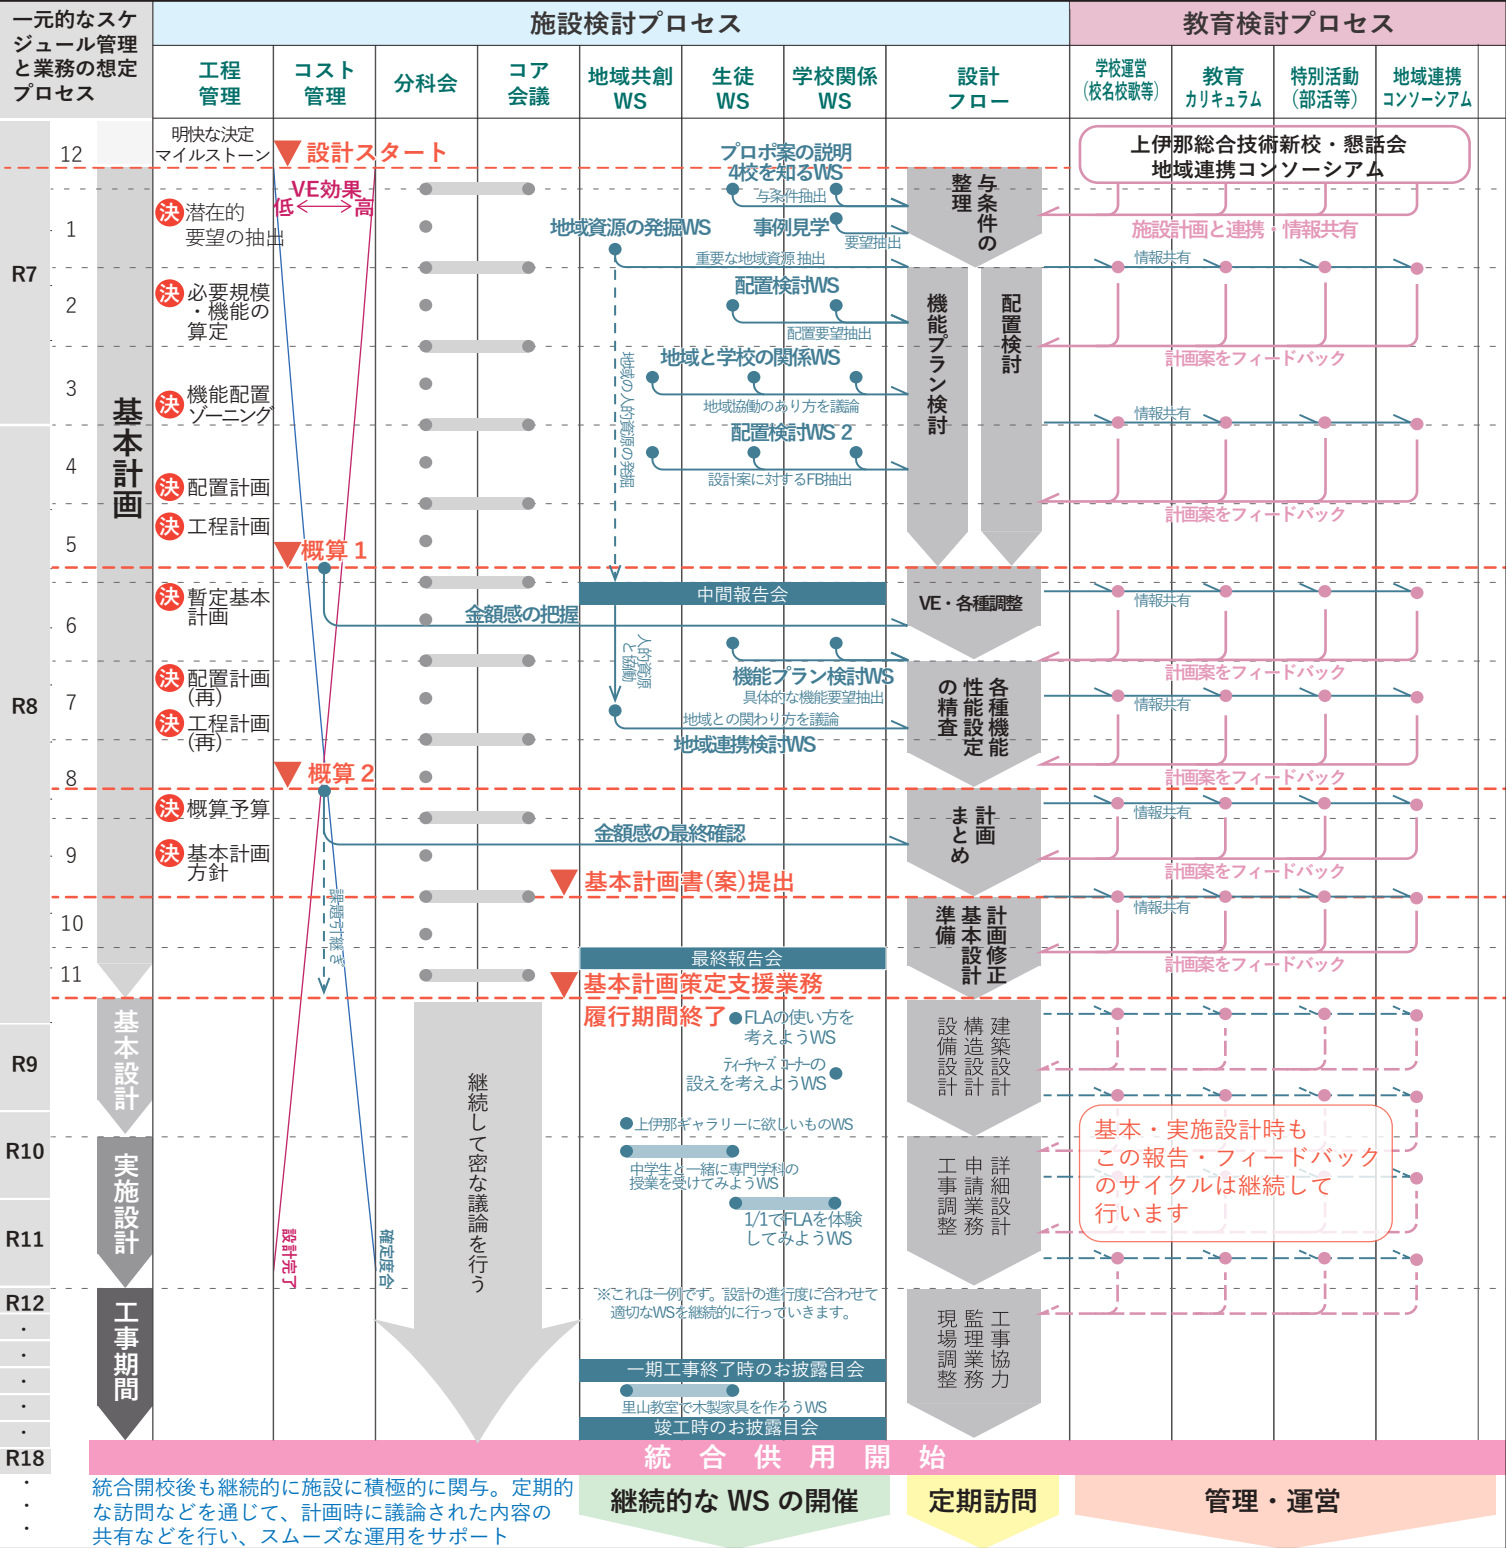 一元的なスケ
ジュール管理
と業務の想定
プロセス
施設検討プロセス
教育検討プロセス
工程
管理
コスト
管理
分科会
コア
会議
地域共創
WS
生徒
WS
学校関係
WS
設計
フロー
学校運営
(校名校歌等)
教育
カリキュラム
特別活動
(部活等)
地域連携
コンソーシアム
R7
R8
R9
R10
R11
R12
・
・
・
・
・
R18
・
・
・
12
1
2
3
4
5
6
7
8
9
10
11
基本計画
基本設計
実施設計
工事期間
明快な決定
マイルストーン
決 潜在的
要望の抽出
決 必要規模
・機能の
算定
決 機能配置
ゾーニング
決 配置計画
決 工程計画
決 暫定基本
計画
決 配置計画
(再)
決 工程計画
(再)
決 概算予算
決 基本計画
方針
設計スタート
VE効果
低
高
概算 1
概算 2
金額感の把握
金額感の最終確認
課題引継ぎ
設計完了
確定度合
基本計画書(案)提出
基本計画策定支援業務
履行期間終了
継続して密な議論を行う
プロポ案の説明
4校を知るWS
与条件抽出
地域資源の発掘WS
事例見学
要望抽出
重要な地域資源 抽出
配置検討WS
配置要望抽出
地域の人的資源の発掘
地域と学校の関係WS
地域協働のあり方を議論
配置検討WS 2
設計案に対するFB抽出
中間報告会
人的資源
と協働
機能プラン検討WS
具体的な機能要望抽出
地域との関わり方を議論
地域連携検討WS
最終報告会
FLAの使い方を
考えようWS
ティーチャーズ コーナーの
設えを考えようWS
上伊那ギャラリーに欲しいものWS
中学生と一緒に専門学科の
授業を受けてみようWS
1/1でFLAを体験
してみようWS
※これは一例です。設計の進行度に合わせて
適切なWSを継続的に行っていきます。
一期工事終了時のお披露目会
里山教室で木製家具を作ろうWS
竣工時のお披露目会
与条件の
整理
機能プラン検討
配置検討
VE・各種調整
各種機能
性能設定
の精査
計画
まとめ
計画修正
基本設計
準備
建築設計
構造設計
設備設計
詳細設計
申請業務
工事調整
工事協力
監理業務
現場調整
上伊那総合技術新校・懇話会
地域連携コンソーシアム
施設計画と連携・情報共有
情報共有
計画案をフィードバック
情報共有
計画案をフィードバック
情報共有
計画案をフィードバック
情報共有
計画案をフィードバック
情報共有
計画案をフィードバック
情報共有
計画案をフィードバック
基本・実施設計時も
この報告・フィードバック
のサイクルは継続して
行います
統合供用開始
統合開校後も継続的に施設に積極的に関与。定期的
な訪問などを通じて、計画時に議論された内容の
共有などを行い、スムーズな運用をサポート
継続的な WS の開催
定期訪問
管理・運営